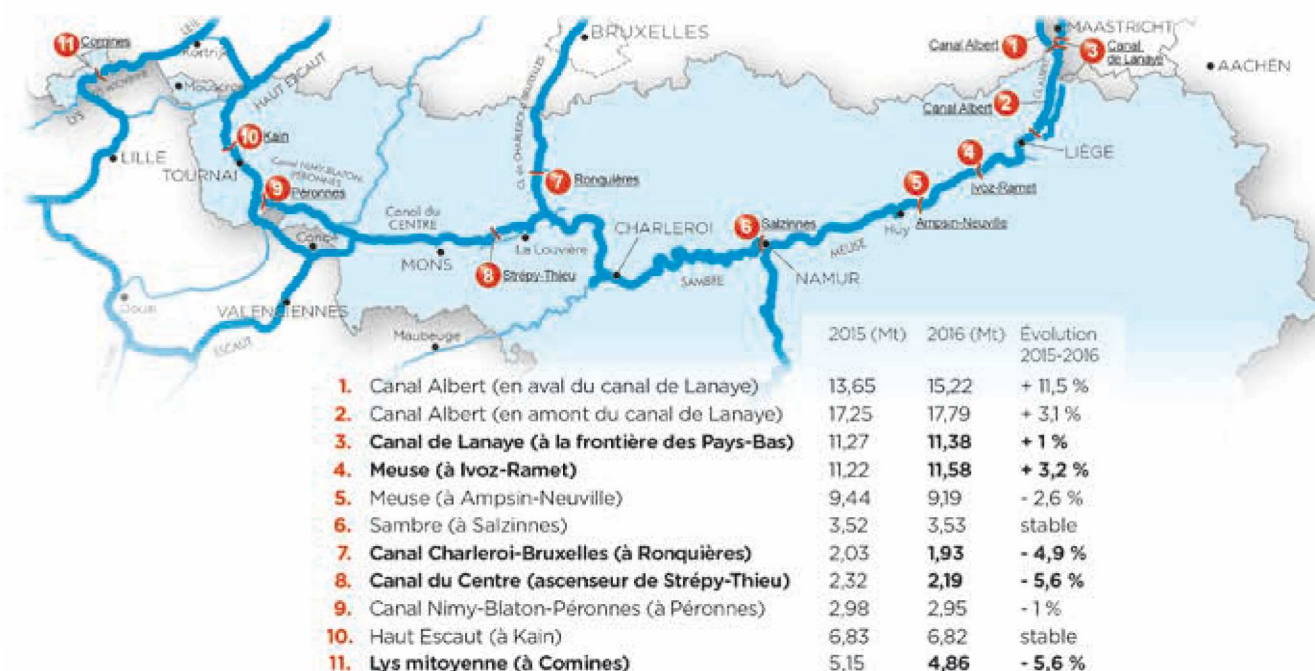 11 Comines
LYS
LILLE
TOURNAI
10 Kain
HAUT ESCAUT
Canal NIMY-BLATON-PÉRONNES
9 Péronnes
Douai
VALENCIENNES
ESCAUT
Canal du CENTRE
MONS
Maubeuge
8 Strépy-Thieu
La Louvière
BRUXELLES
7 Ronquières
CHARLEROI
SAMBRE
6 Salzinnes
NAMUR
MEUSE
Huy
5
Ampsin-Neuville
4
Ivoz-Ramet
LIÈGE
Canal Albert 1
MAASTRICHT
3 Canal de Lanaye
Canal Albert 2
AACHEN
2015 (Mt) 2016 (Mt) Évolution 2015-2016
1. Canal Albert (en aval du canal de Lanaye) 13,65 15,22 + 11,5 %
2. Canal Albert (en amont du canal de Lanaye) 17,25 17,79 + 3,1 %
3. Canal de Lanaye (à la frontière des Pays-Bas) 11,27 11,38 + 1 %
4. Meuse (à Ivoz-Ramet) 11,22 11,58 + 3,2 %
5. Meuse (à Ampsin-Neuville) 9,44 9,19 - 2,6 %
6. Sambre (à Salzinnes) 3,52 3,53 stable
7. Canal Charleroi-Bruxelles (à Ronquières) 2,03 1,93 - 4,9 %
8. Canal du Centre (ascenseur de Strépy-Thieu) 2,32 2,19 - 5,6 %
9. Canal Nimy-Blaton-Péronnes (à Péronnes) 2,98 2,95 - 1 %
10. Haut Escaut (à Kain) 6,83 6,82 stable
11. Lys mitoyenne (à Comines) 5,15 4,86 - 5,6 %